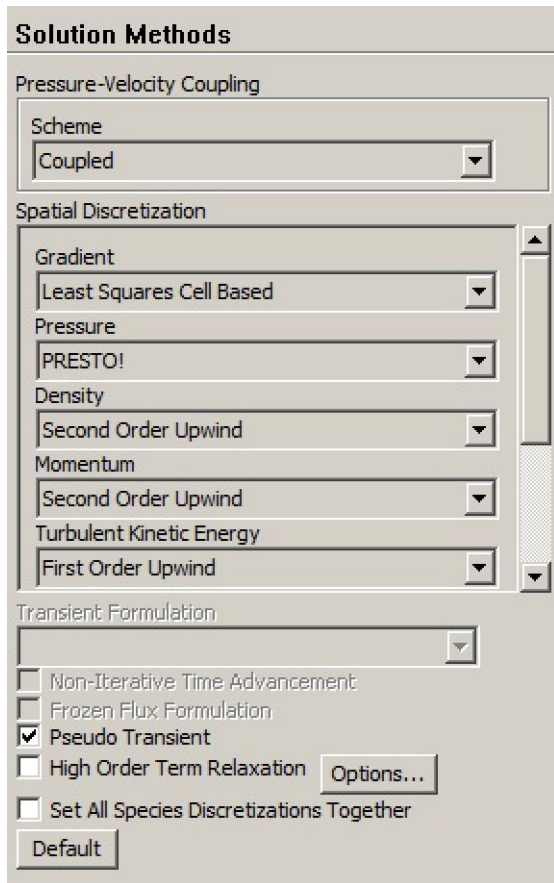 Solution Methods
Pressure-Velocity Coupling
Scheme
Coupled
Spatial Discretization
Gradient
Least Squares Cell Based
Pressure
PRESTO!
Density
Second Order Upwind
Momentum
Second Order Upwind
Turbulent Kinetic Energy
First Order Upwind
Transient Formulation
Non-Iterative Time Advancement
Frozen Flux Formulation
Pseudo Transient
High Order Term Relaxation Options...
Set All Species Discretizations Together
Default